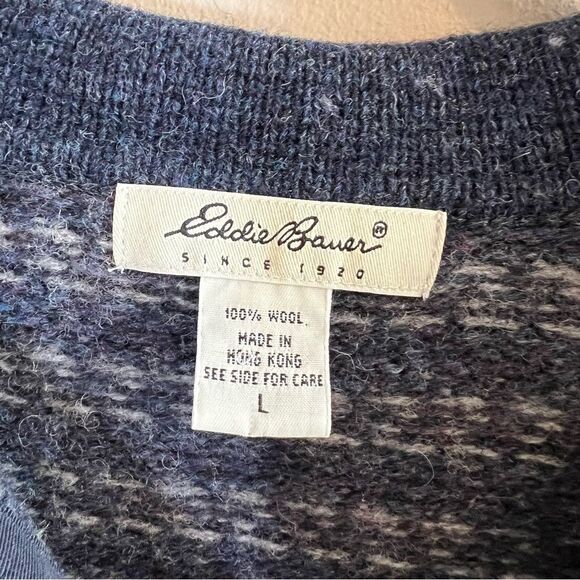 Eddie Bauer®
SINCE 1920
100% WOOL.
MADE IN
HONG KONG
SEE SIDE FOR CARE
L